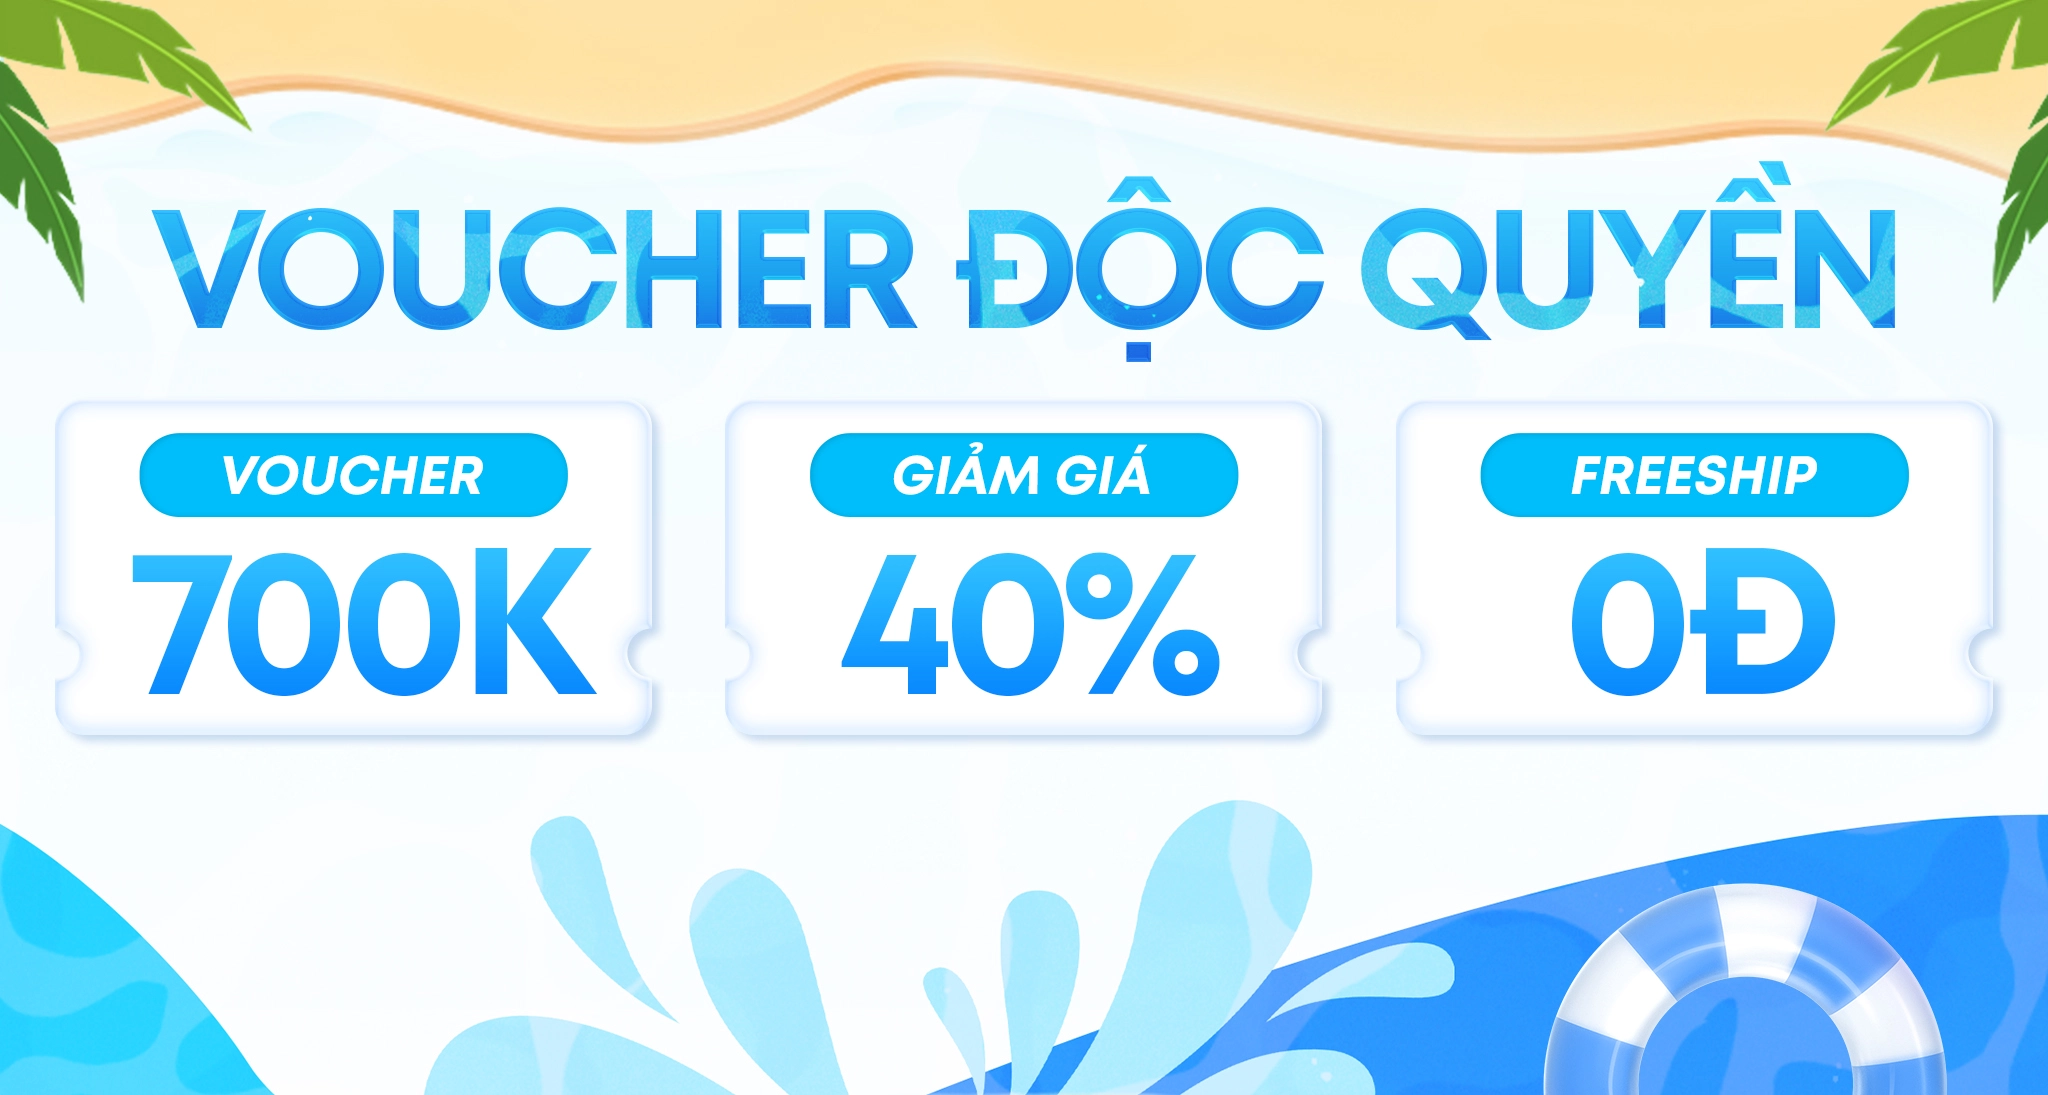 VOUCHER ĐỘC QUYỀN
VOUCHER
700K
GIẢM GIÁ
40%
FREESHIP
0Đ